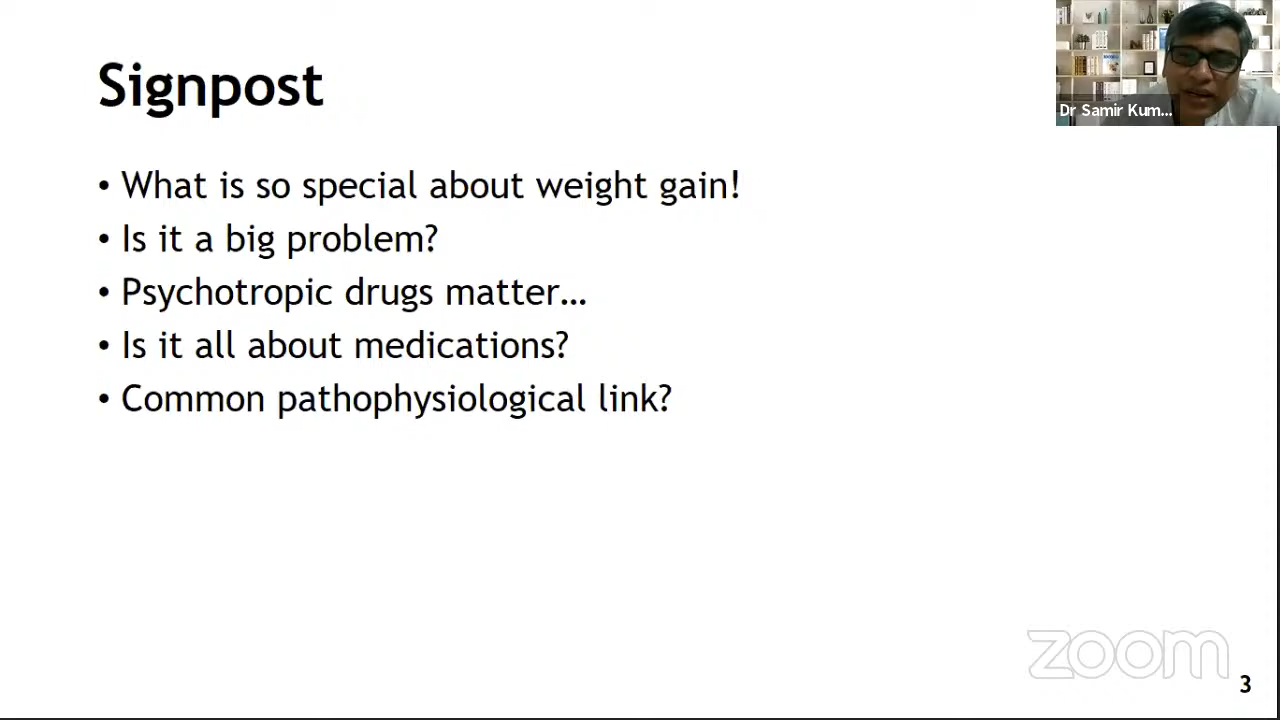 Signpost
Dr Samir Kum...
• What is so special about weight gain!
• Is it a big problem?
• Psychotropic drugs matter...
• Is it all about medications?
• Common pathophysiological link?
zoom
3